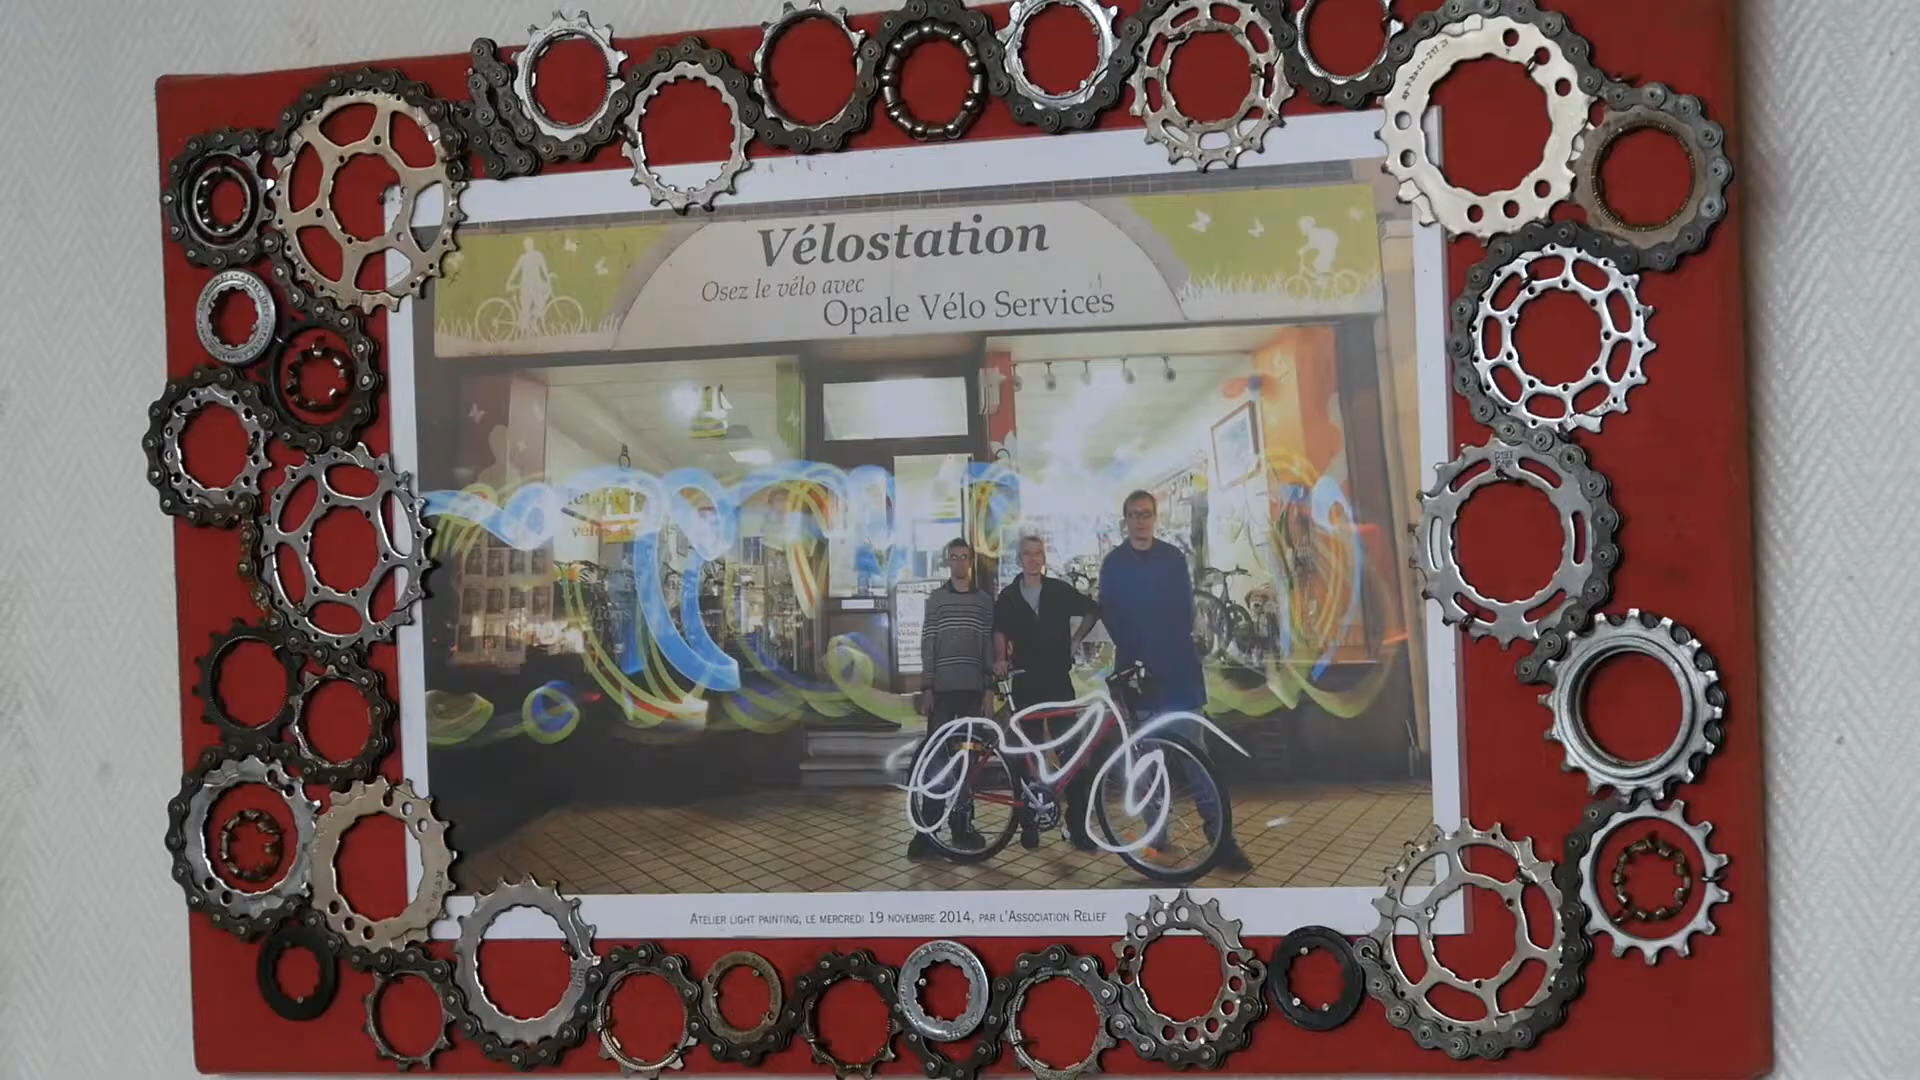 Vélostation
Osez le vélo avec
Opale Vélo Services
Atelier light painting, le mercredi 19 novembre 2014, par l'Association Relief